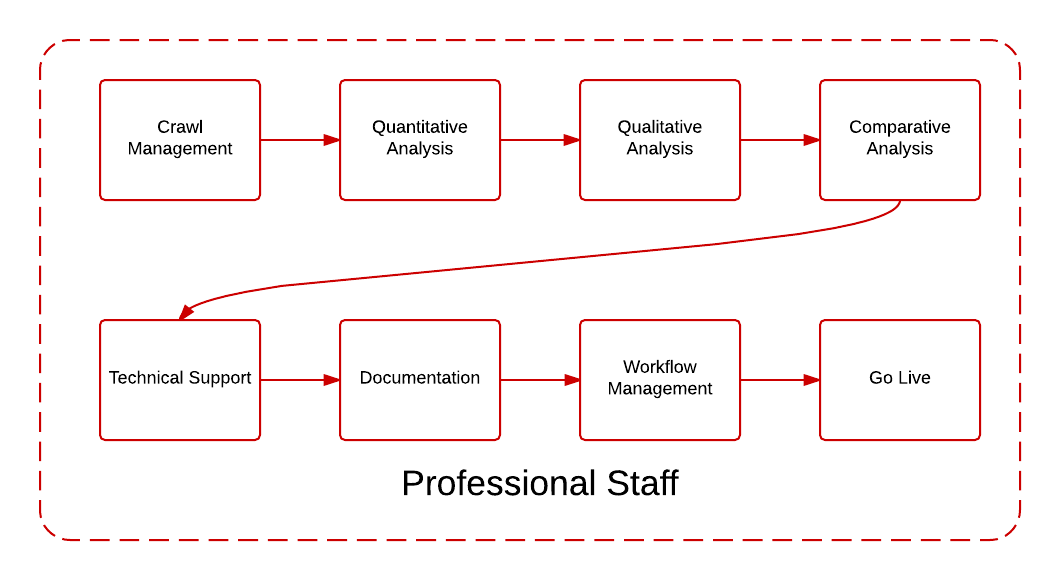 Crawl
Management
Quantitative
Analysis
Qualitative
Analysis
Comparative
Analysis
Technical Support
Documentation
Workflow
Management
Go Live
Professional Staff